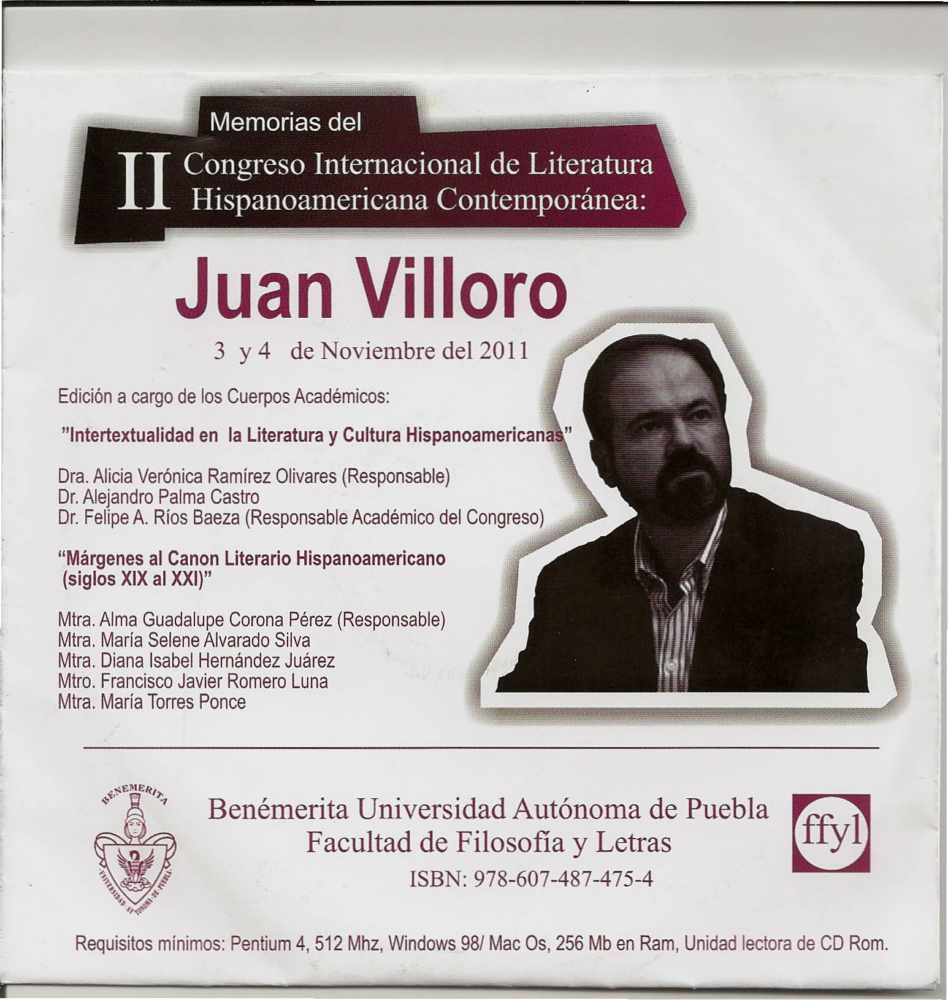 Memorias del
II Congreso Internacional de Literatura
Hispanoamericana Contemporánea:
Juan Villoro
3 y 4 de Noviembre del 2011
Edición a cargo de los Cuerpos Académicos:
”Intertextualidad en la Literatura y Cultura Hispanoamericanas”
Dra. Alicia Verónica Ramírez Olivares (Responsable)
Dr. Alejandro Palma Castro
Dr. Felipe A. Ríos Baeza (Responsable Académico del Congreso)
“Márgenes al Canon Literario Hispanoamericano
(siglos XIX al XXI)”
Mtra. Alma Guadalupe Corona Pérez (Responsable)
Mtra. María Selene Alvarado Silva
Mtra. Diana Isabel Hernández Juárez
Mtro. Francisco Javier Romero Luna
Mtra. María Torres Ponce
BENEMERITA
UNIVERSIDAD·AUTONOMA·DE·PUEBLA
Benémerita Universidad Autónoma de Puebla
Facultad de Filosofía y Letras
ISBN: 978-607-487-475-4
ffyl
Requisitos mínimos: Pentium 4, 512 Mhz, Windows 98/ Mac Os, 256 Mb en Ram, Unidad lectora de CD Rom.